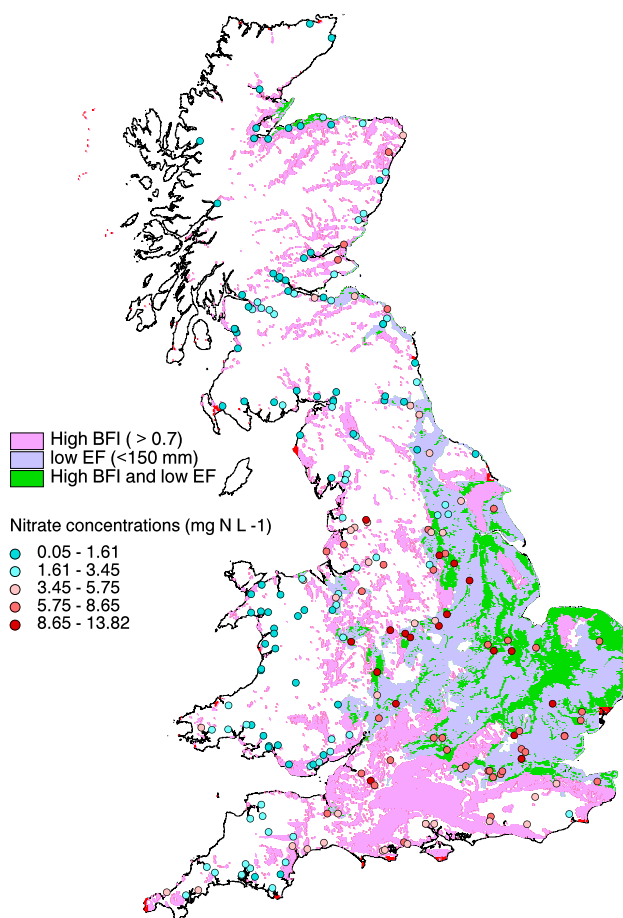 High BFI ( > 0.7)
low EF (<150 mm)
High BFI and low EF
Nitrate concentrations (mg N L -1)
0.05 - 1.61
1.61 - 3.45
3.45 - 5.75
5.75 - 8.65
8.65 - 13.82